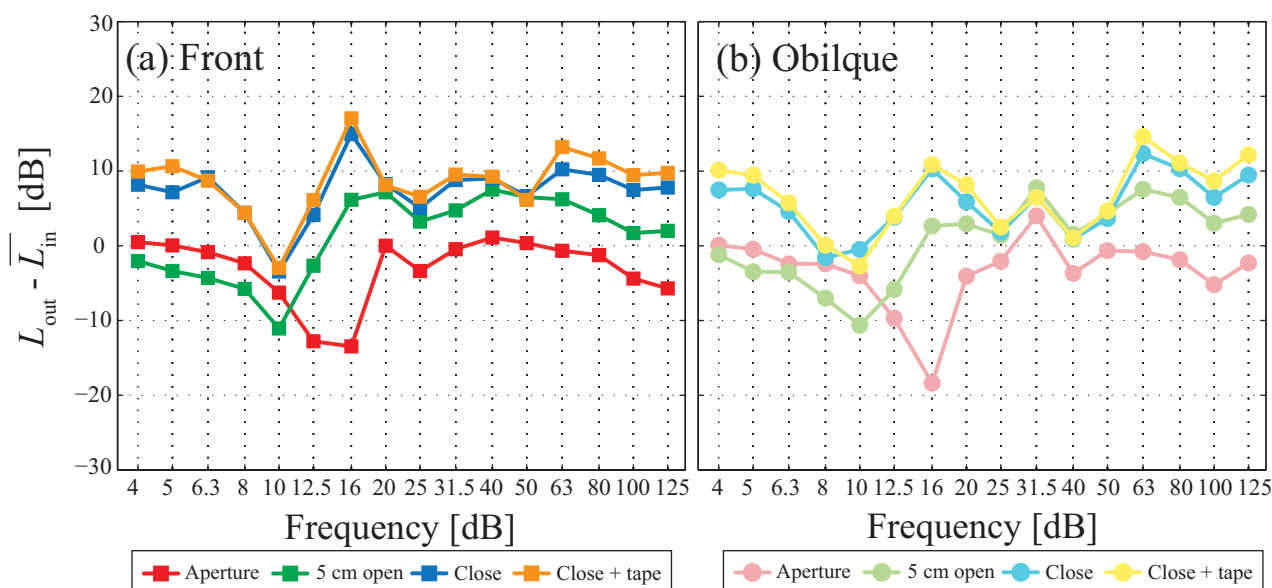 (a) Front
(b) Obilque
L_out - L̅_in [dB]
30
20
10
0
−10
−20
−30
4 5 6.3 8 10 12.5 16 20 25 31.5 40 50 63 80 100 125
4 5 6.3 8 10 12.5 16 20 25 31.5 40 50 63 80 100 125
Frequency [dB]
Frequency [dB]
Aperture 5 cm open Close Close + tape
Aperture 5 cm open Close Close + tape